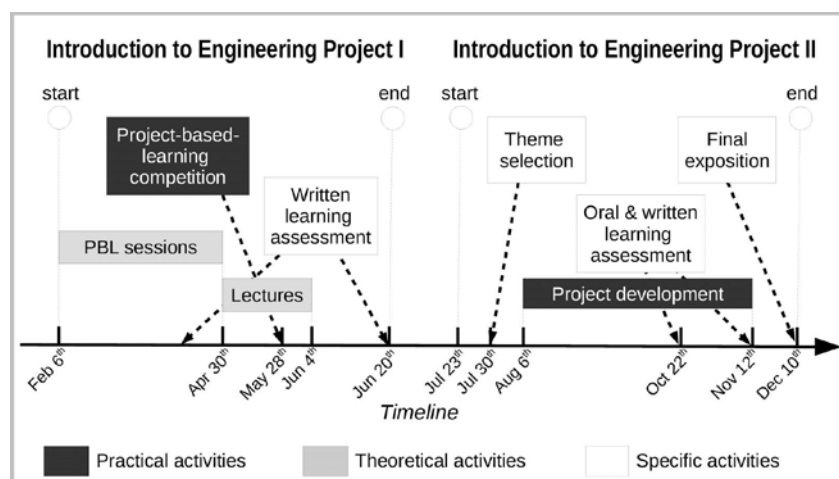 Introduction to Engineering Project I
Introduction to Engineering Project II
start
end
start
end
Project-based-
learning
competition
Theme
selection
Final
exposition
Written
learning
assessment
Oral & written
learning
assessment
PBL sessions
Lectures
Project development
Feb 6th
Apr 30th
May 28th
Jun 4th
Jun 20th
Jul 23th
Jul 30th
Aug 6th
Oct 22th
Nov 12th
Dec 10th
Timeline
Practical activities
Theoretical activities
Specific activities